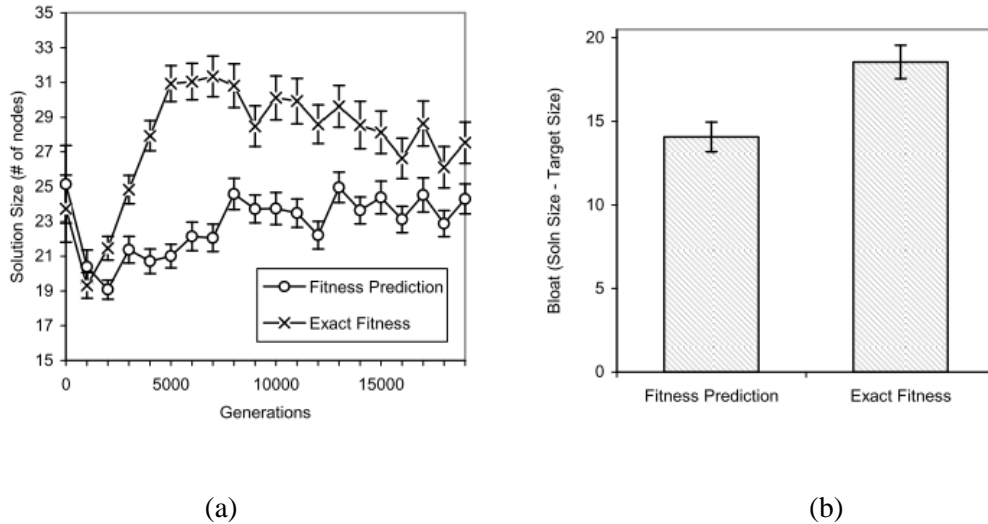 35
33
31
29
27
25
23
21
19
17
15
Solution Size (# of nodes)
Fitness Prediction
Exact Fitness
0 5000 10000 15000
Generations
20
15
10
5
0
Bloat (Soln Size - Target Size)
Fitness Prediction Exact Fitness
(a) (b)